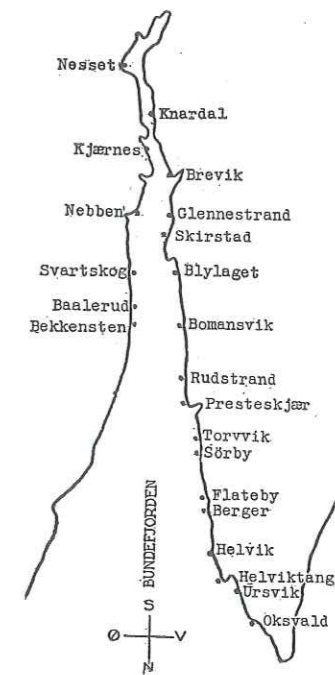 Nesset
Knardal
Kjærnes
Brevik
Nebben
Glennestrand
Skirstad
Svartskog
Blylaget
Baalerud
Bekkensten
Bomansvik
Rudstrand
Presteskjær
Torvvik
Sörby
Flateby
Berger
Helvik
Helviktang
Ursvik
Oksvald
BUNDEFJORDEN
S
Ø
V
N